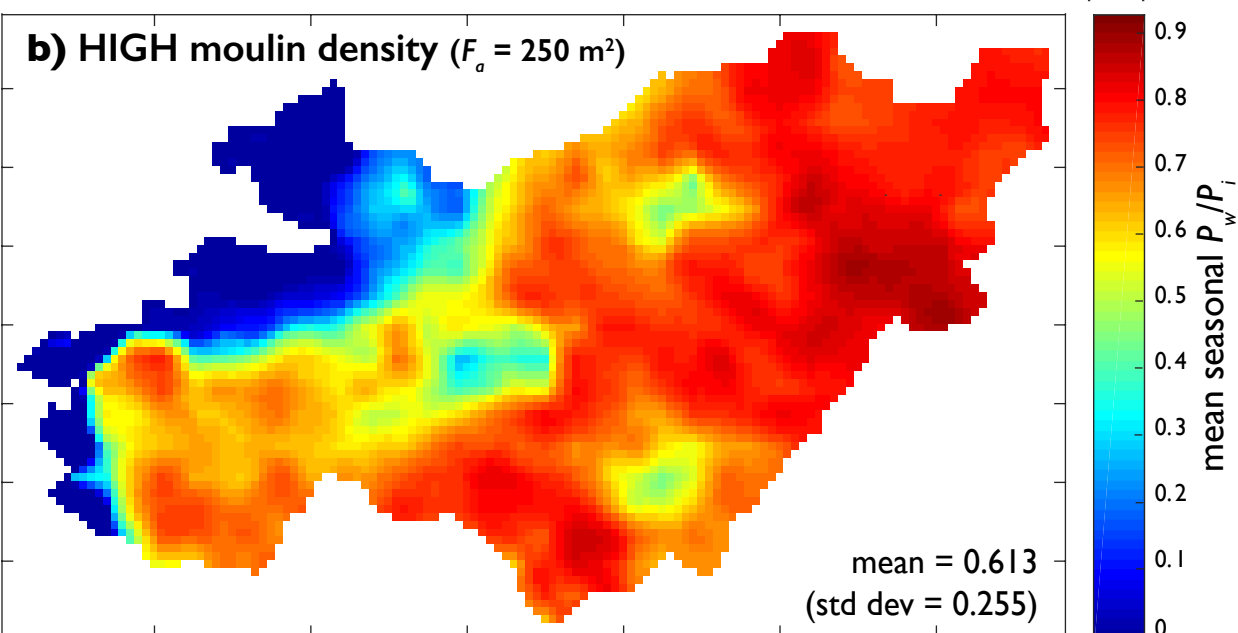 b) HIGH moulin density (Fa = 250 m²)
mean = 0.613
(std dev = 0.255)
0.9
0.8
0.7
0.6
0.5
0.4
0.3
0.2
0.1
0
mean seasonal Pw/Pi